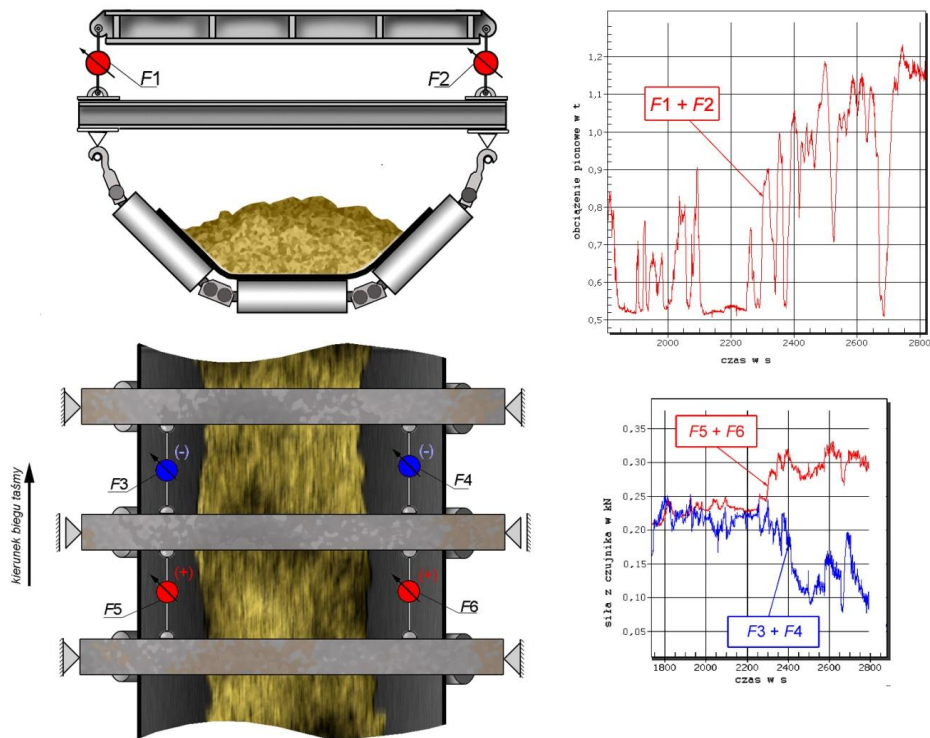 F1
F2
kierunek biegu taśmy
(-)
(-)
F3
F4
(+)
(+)
F5
F6
obciążenie pionowe w t
1,2
1,1
1,0
0,9
0,8
0,7
0,6
0,5
F1 + F2
2000
2200
2400
2600
2800
czas w s
siła z czujnika w kN
0,35
0,30
0,25
0,20
0,15
0,10
0,05
F5 + F6
F3 + F4
1800
2000
2200
2400
2600
2800
czas w s